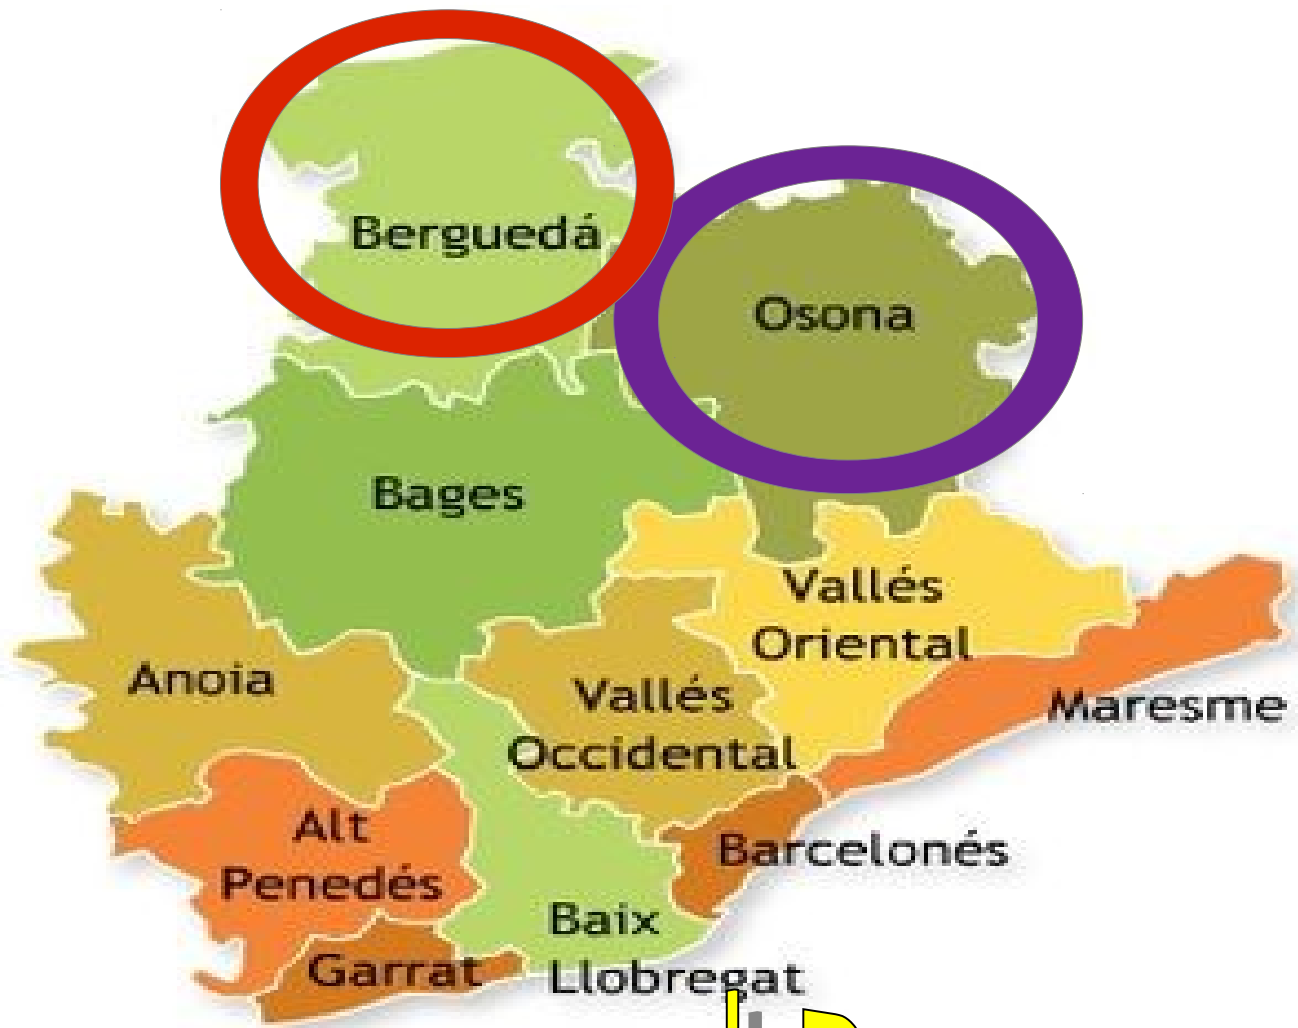 Berguedá
Osona
Bages
Vallés
Oriental
Anoia
Vallés
Occidental
Maresme
Alt
Penedés
Barcelonés
Baix
Llobregat
Garrat